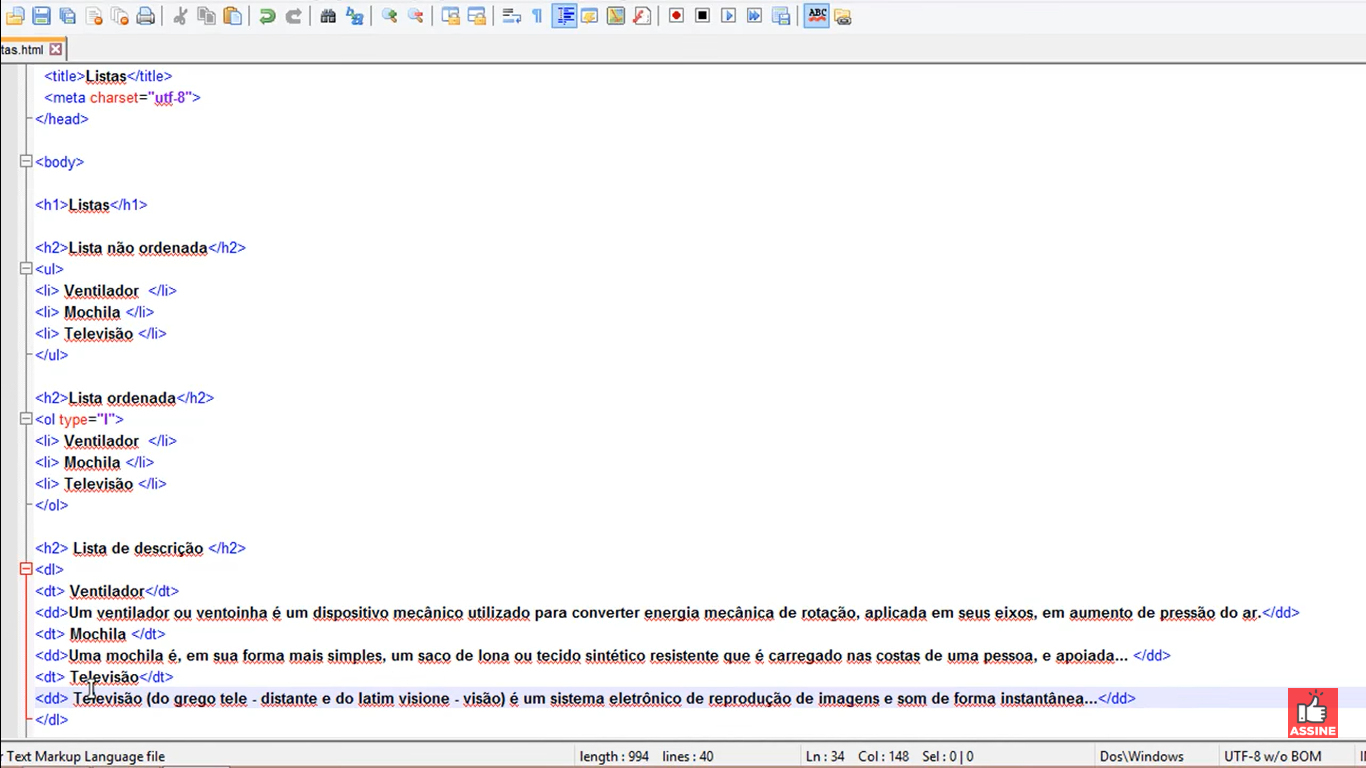 ABC
tas.html
<title>Listas</title>
<meta charset="utf-8">
</head>
<body>
<h1>Listas</h1>
<h2>Lista não ordenada</h2>
<ul>
<li> Ventilador  </li>
<li> Mochila </li>
<li> Televisão </li>
</ul>
<h2>Lista ordenada</h2>
<ol type="I">
<li> Ventilador  </li>
<li> Mochila </li>
<li> Televisão </li>
</ol>
<h2> Lista de descrição </h2>
<dl>
<dt> Ventilador</dt>
<dd>Um ventilador ou ventoinha é um dispositivo mecânico utilizado para converter energia mecânica de rotação, aplicada em seus eixos, em aumento de pressão do ar.</dd>
<dt> Mochila </dt>
<dd>Uma mochila é, em sua forma mais simples, um saco de lona ou tecido sintético resistente que é carregado nas costas de uma pessoa, e apoiada... </dd>
<dt> Televisão</dt>
<dd> Televisão (do grego tele - distante e do latim visione - visão) é um sistema eletrônico de reprodução de imagens e som de forma instantânea...</dd>
</dl>
ASSINE
r Text Markup Language file length : 994 lines : 40 Ln : 34 Col : 148 Sel : 0 | 0 Dos\Windows UTF-8 w/o BOM